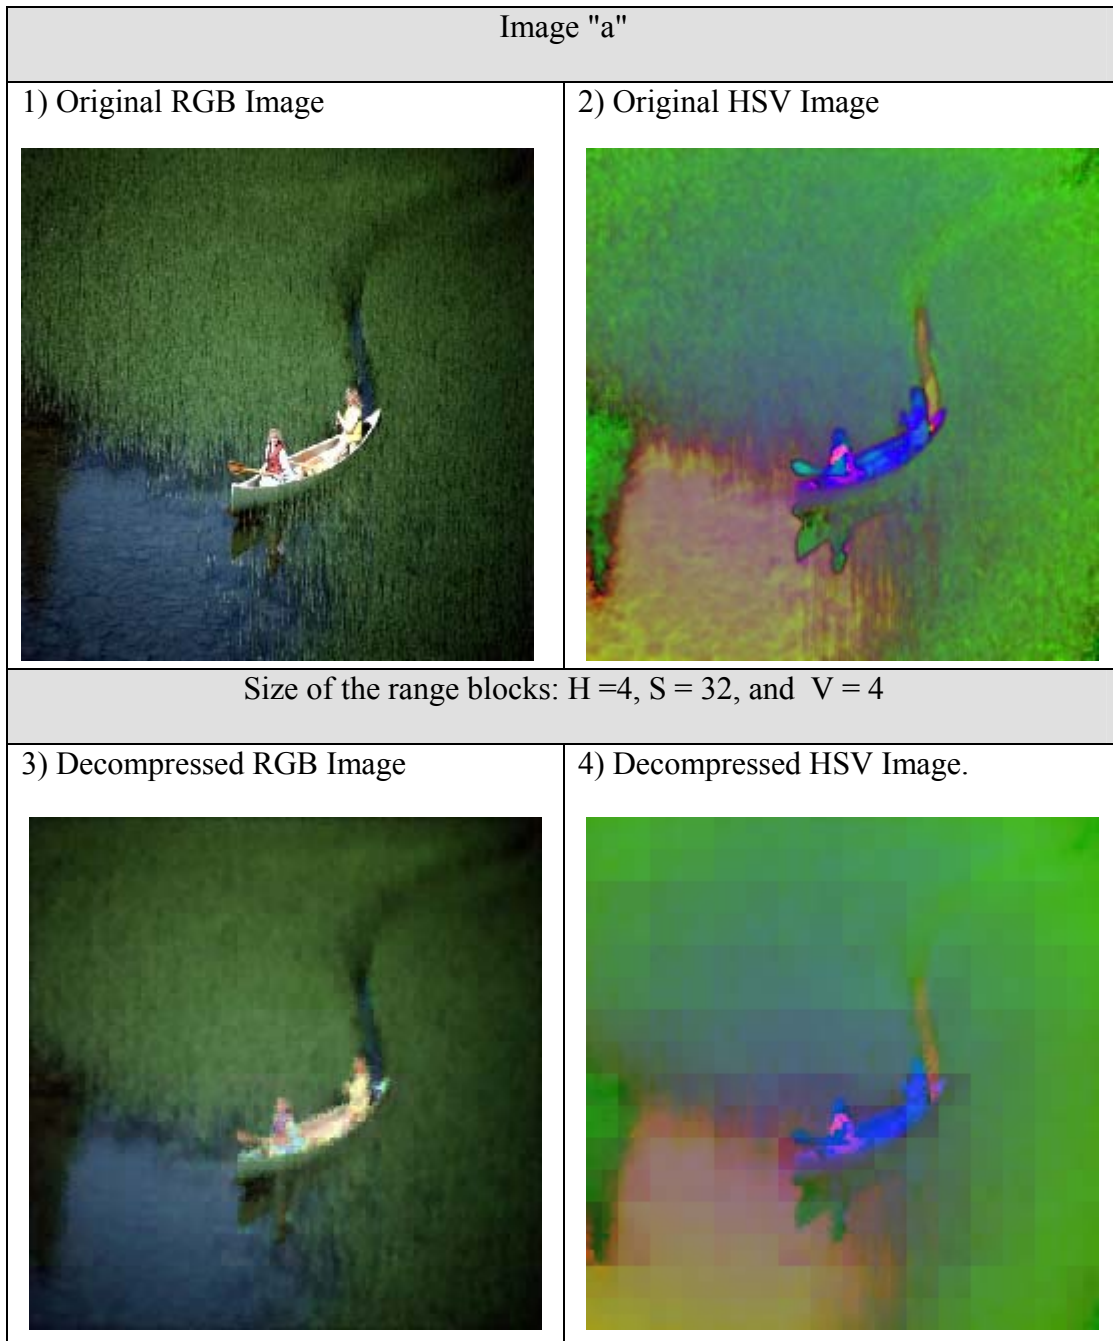 Image "a"
1) Original RGB Image
2) Original HSV Image
Size of the range blocks: H =4, S = 32, and V = 4
3) Decompressed RGB Image
4) Decompressed HSV Image.